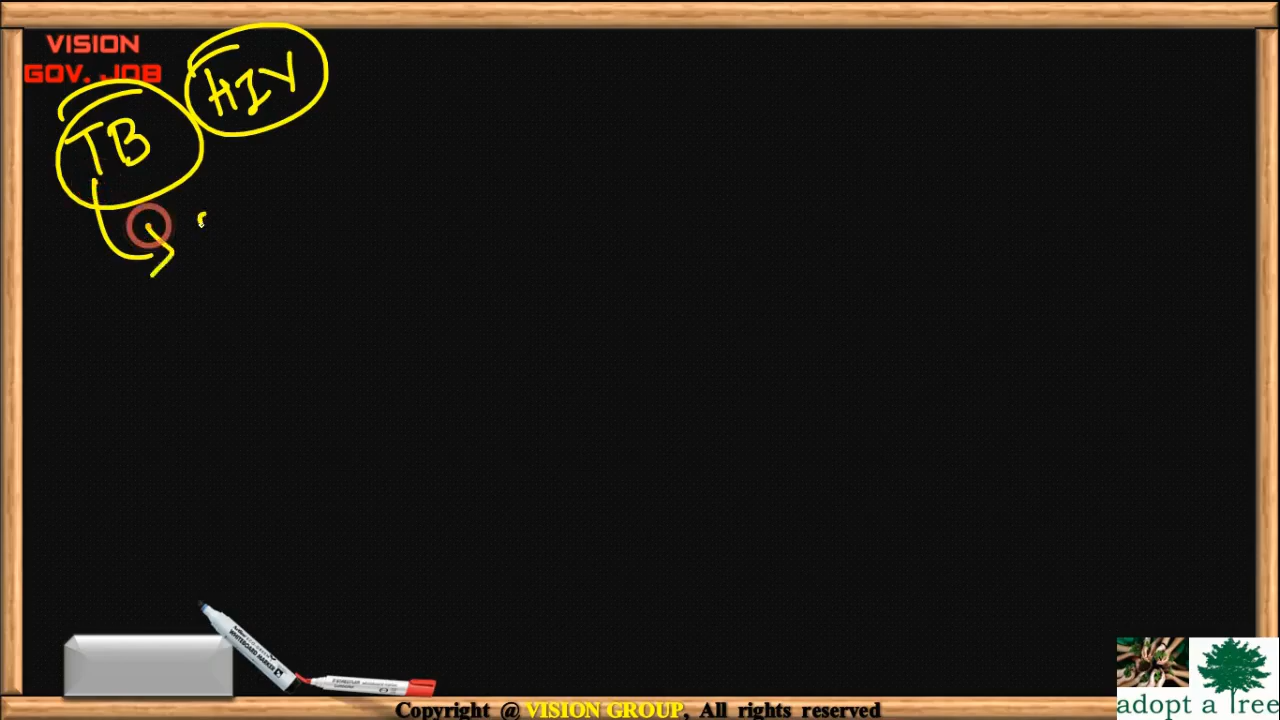 VISION
GOV. JOB
HIV
TB
Copyright @ VISION GROUP, All rights reserved
adopt a Tree